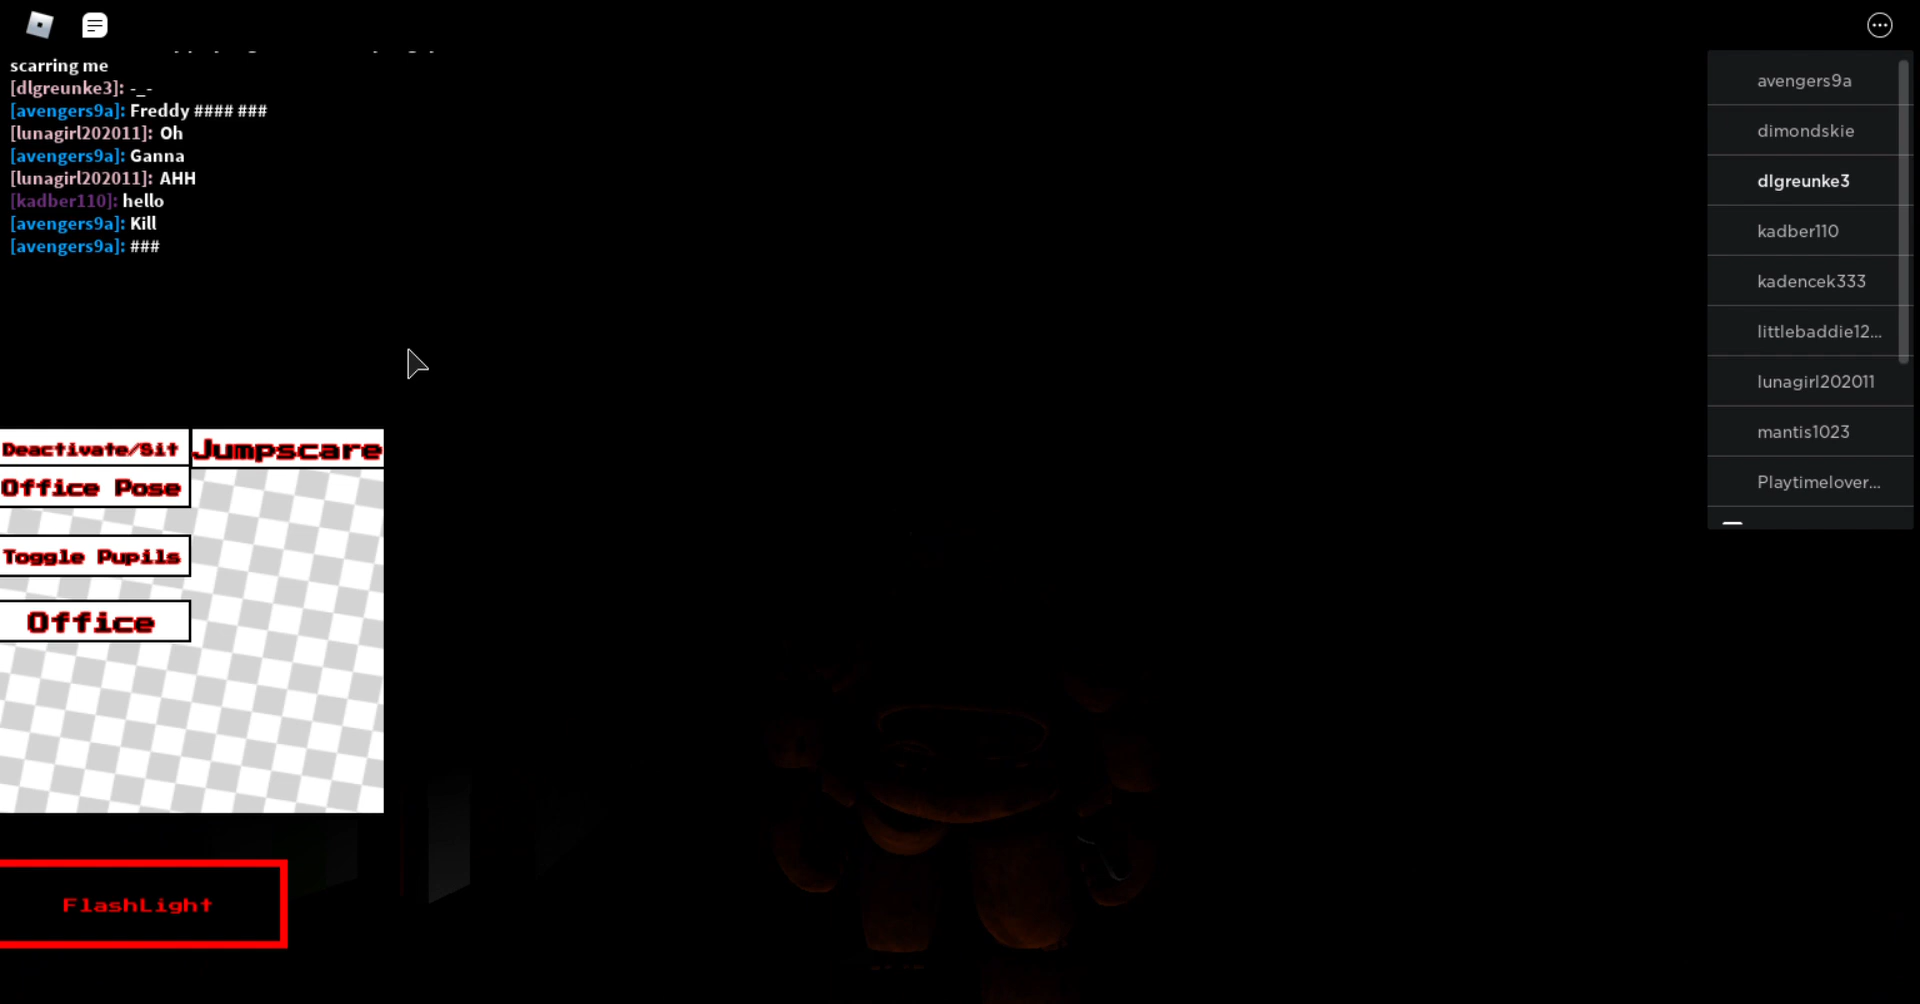 scarring me
[dlgreunke3]: -_-
[avengers9a]: Freddy #### ###
[lunagirl202011]: Oh
[avengers9a]: Ganna
[lunagirl202011]: AHH
[kadber110]: hello
[avengers9a]: Kill
[avengers9a]: ###
avengers9a
dimondskie
dlgreunke3
kadber110
kadencek333
littlebaddie12...
lunagirl202011
mantis1023
Playtimelover...
Deactivate/Sit
Jumpscare
Office Pose
Toggle Pupils
Office
FlashLight